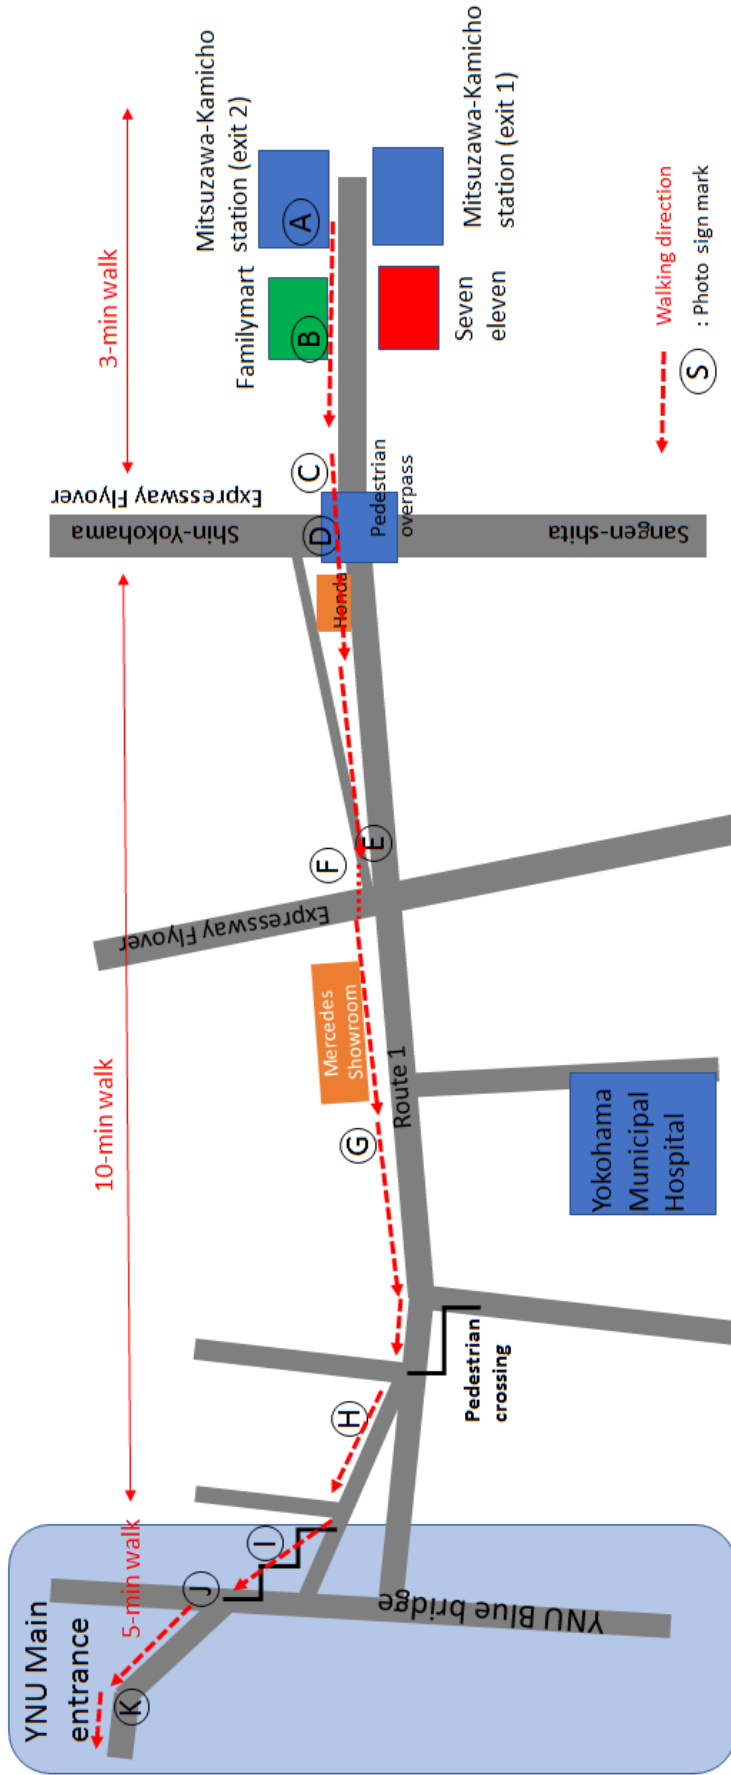 YNU Main
entrance
5-min walk
10-min walk
3-min walk
K
J
I
H
G
F
E
D
C
B
A
YNU Blue bridge
Pedestrian
crossing
Route 1
Mercedes
Showroom
Yokohama
Municipal
Hospital
Expressway Flyover
Honda
Shin-Yokohama
Expressway Flyover
Pedestrian
overpass
Sangen-shita
Familymart
Seven
eleven
Mitsuzawa-Kamicho
station (exit 2)
Mitsuzawa-Kamicho
station (exit 1)
Walking direction
S : Photo sign mark